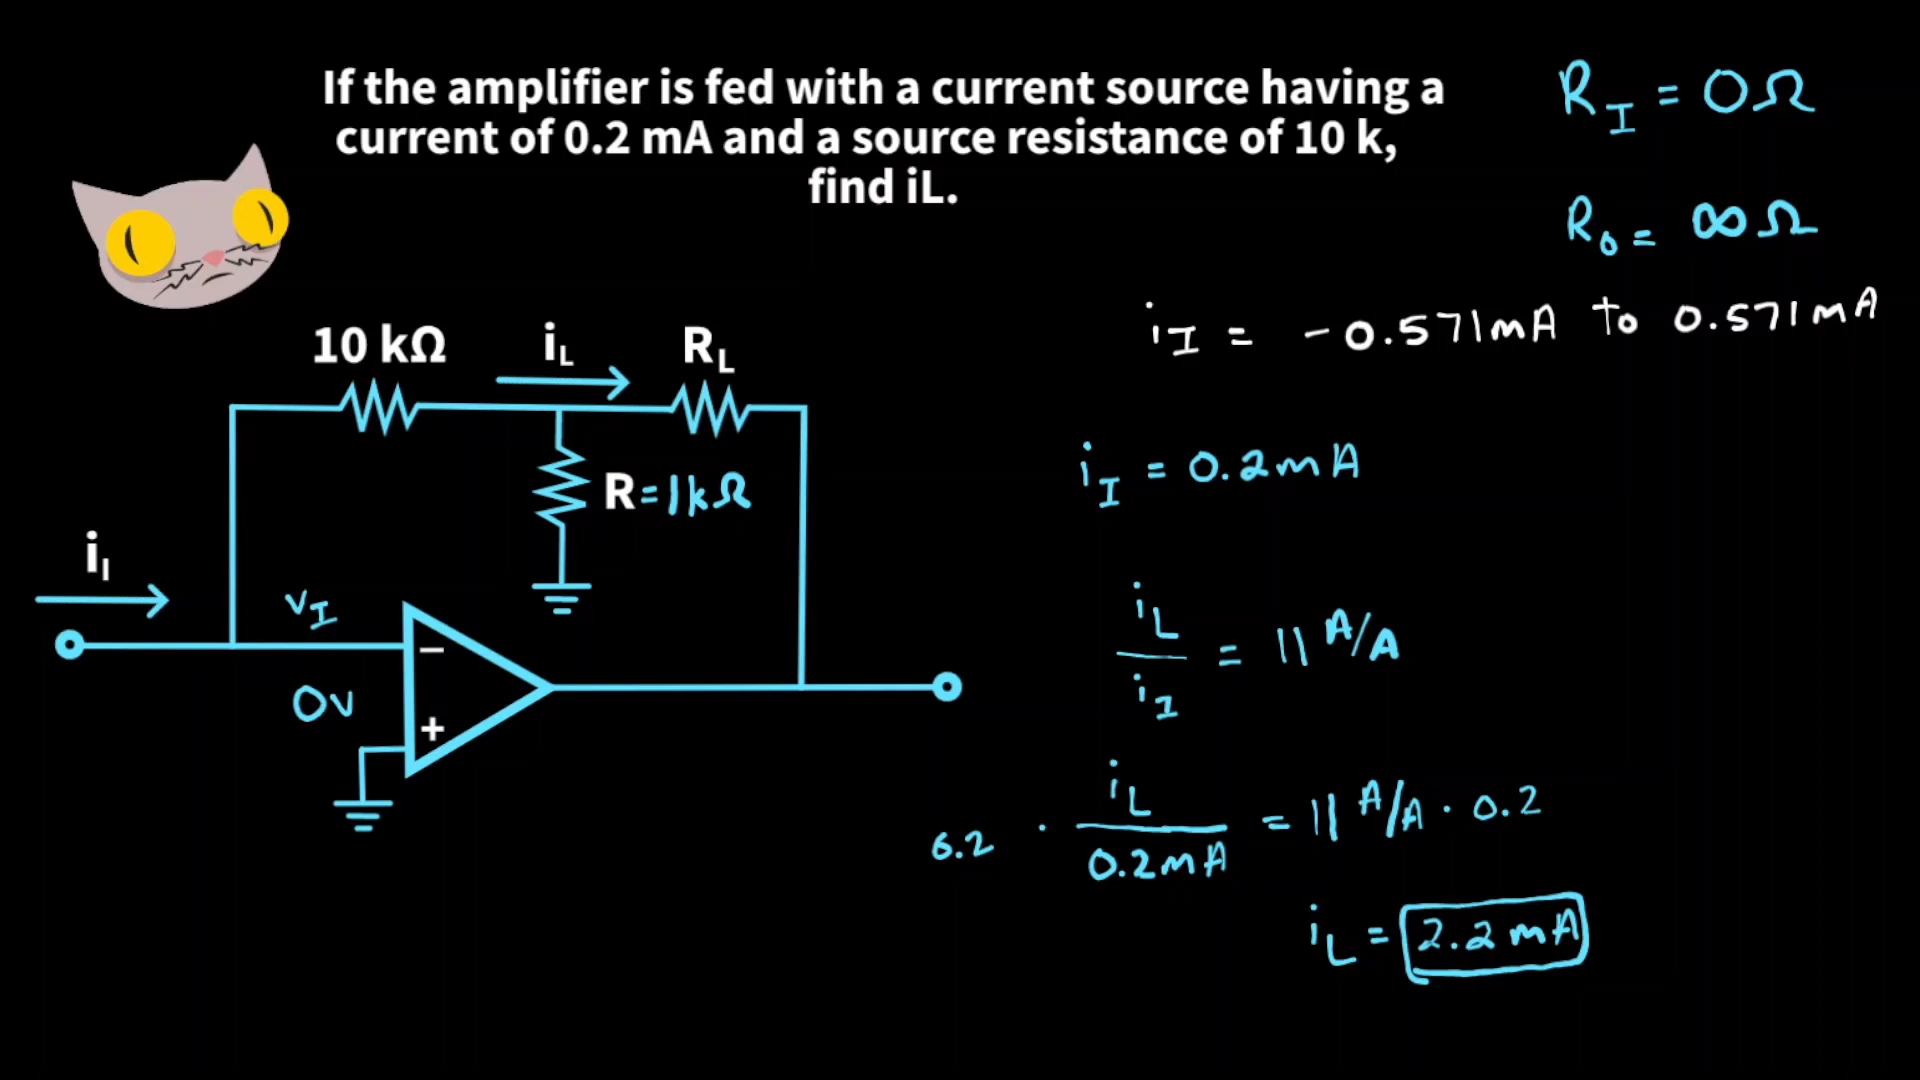 If the amplifier is fed with a current source having a
current of 0.2 mA and a source resistance of 10 k,
find iL.
R_I = 0Ω
R_o = ∞Ω
i_I = -0.571mA to 0.571mA
10 kΩ
i_L
R_L
R=1kΩ
i_I = 0.2mA
i_I
v_I
0v
−
+
i_L/i_I = 11 A/A
0.2 · i_L/0.2mA = 11 A/A · 0.2
i_L = 2.2mA